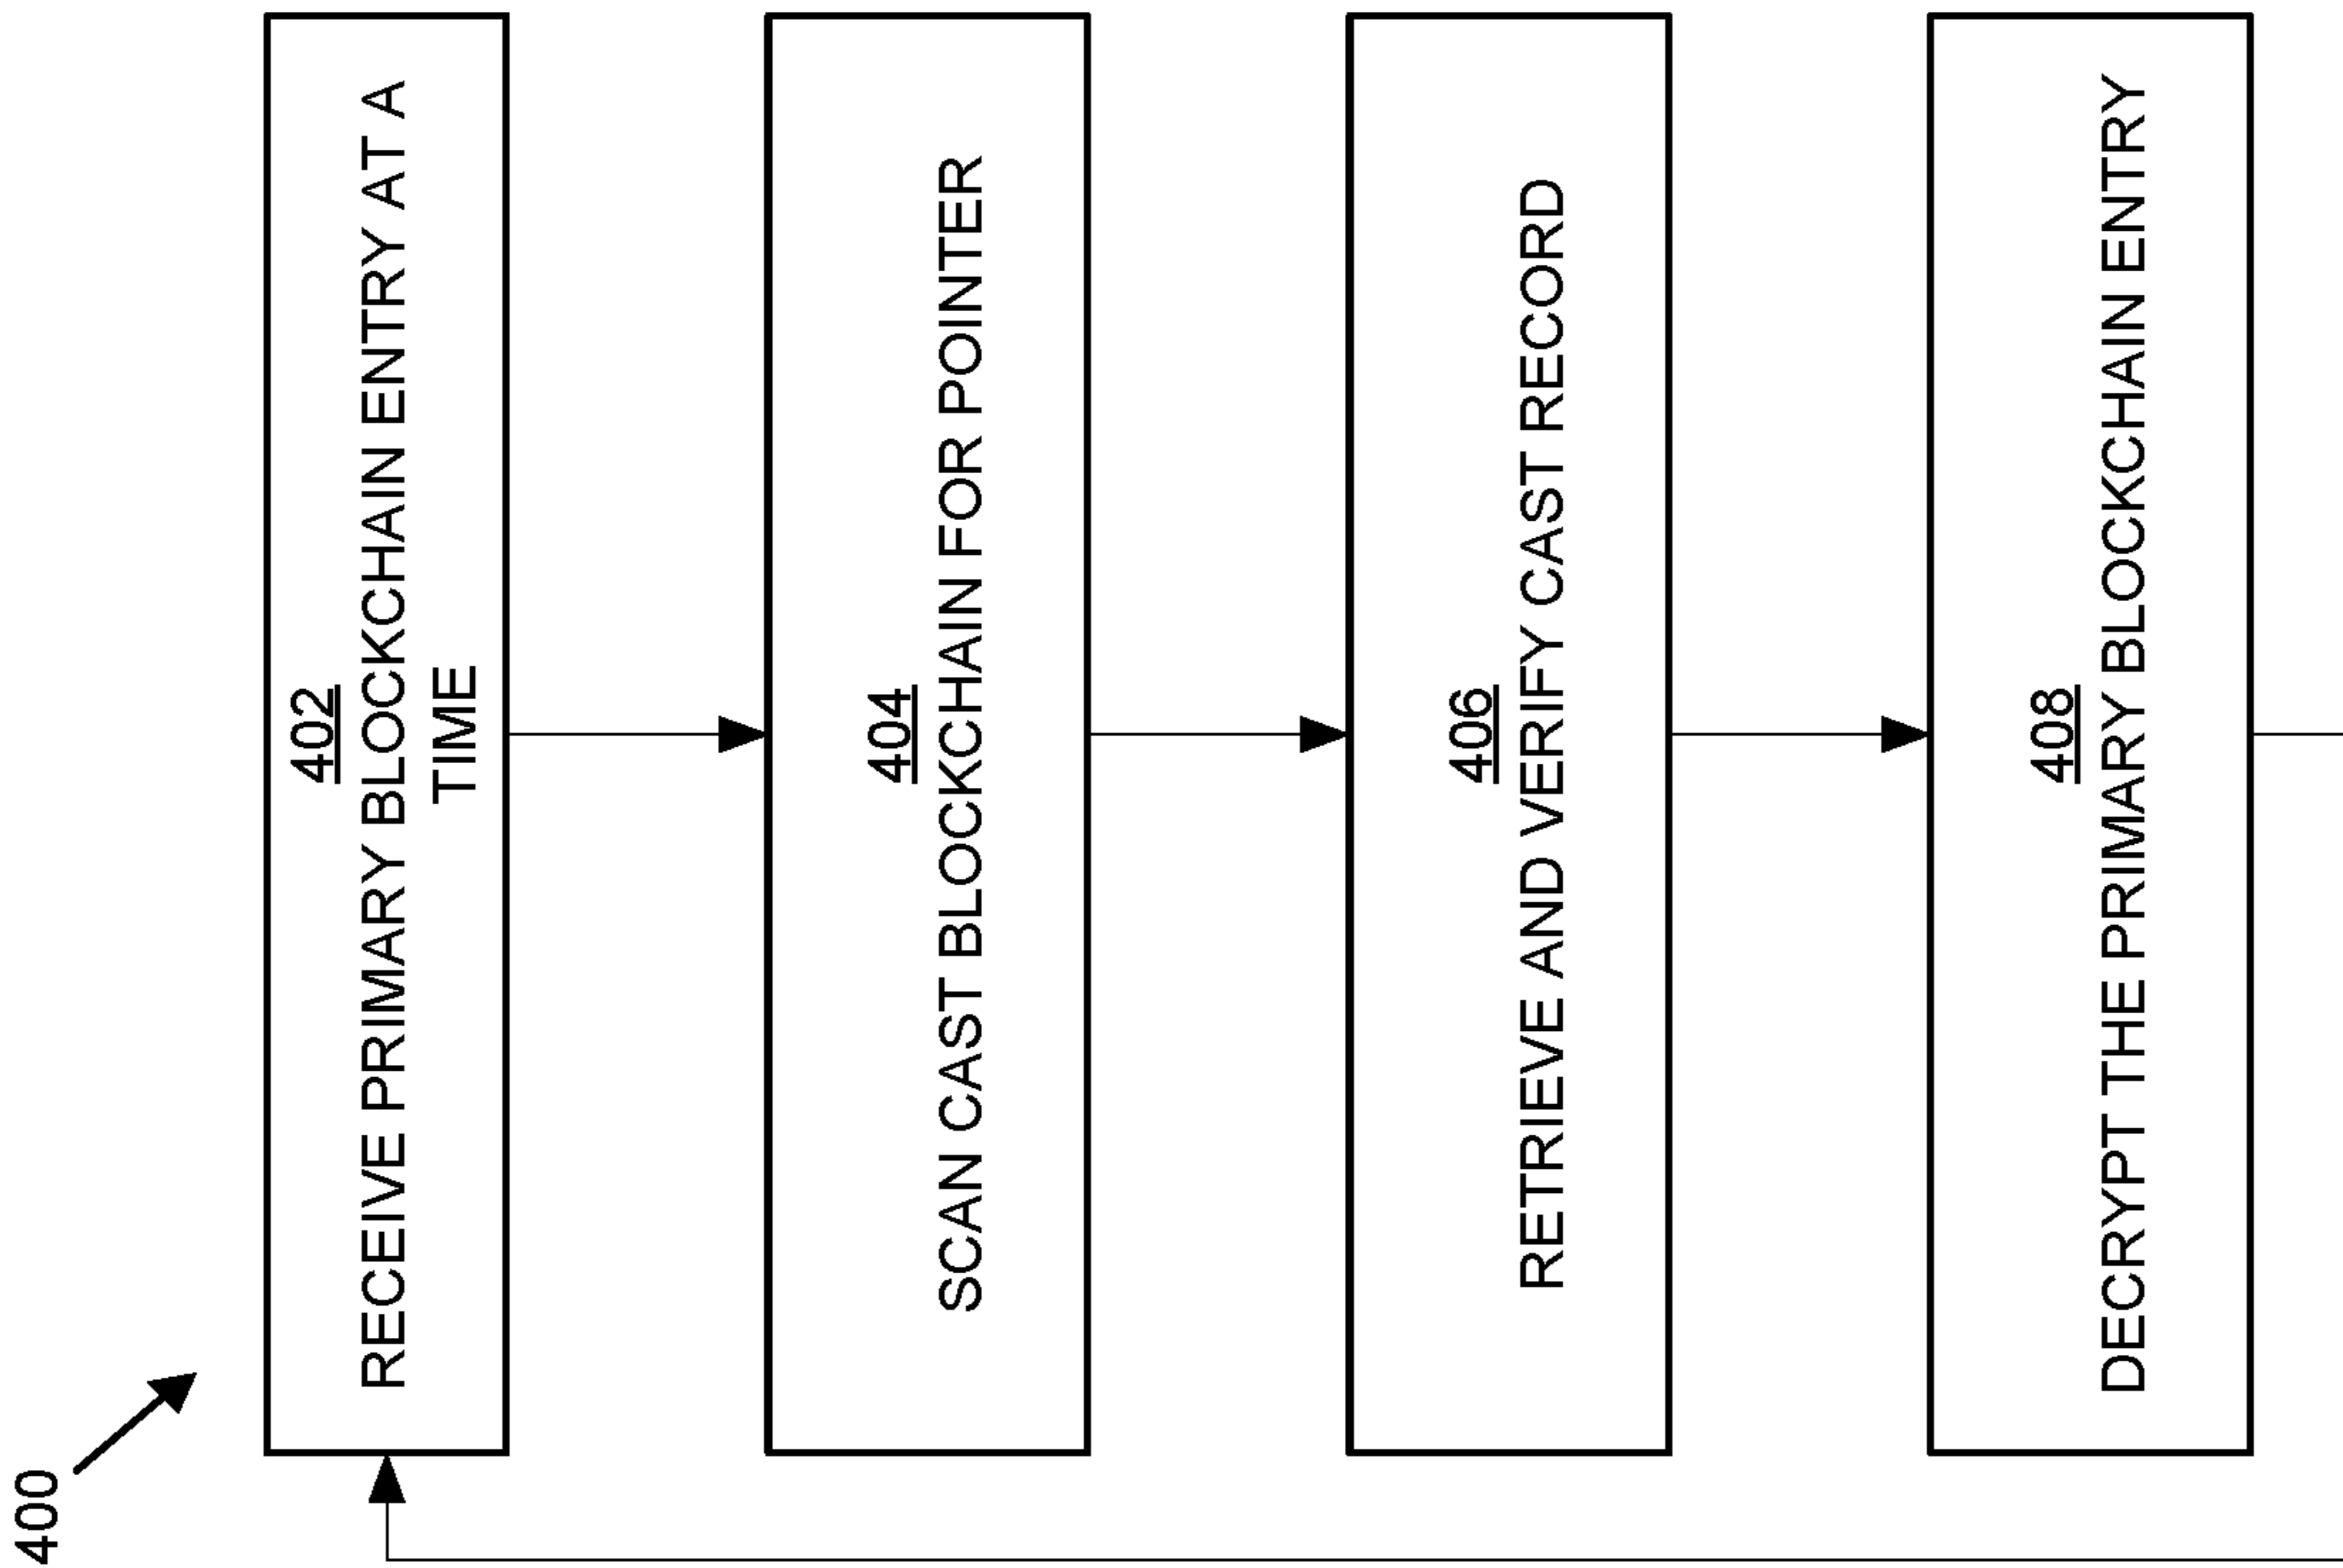 400
402
RECEIVE PRIMARY BLOCKCHAIN ENTRY AT A
TIME
404
SCAN CAST BLOCKCHAIN FOR POINTER
406
RETRIEVE AND VERIFY CAST RECORD
408
DECRYPT THE PRIMARY BLOCKCHAIN ENTRY